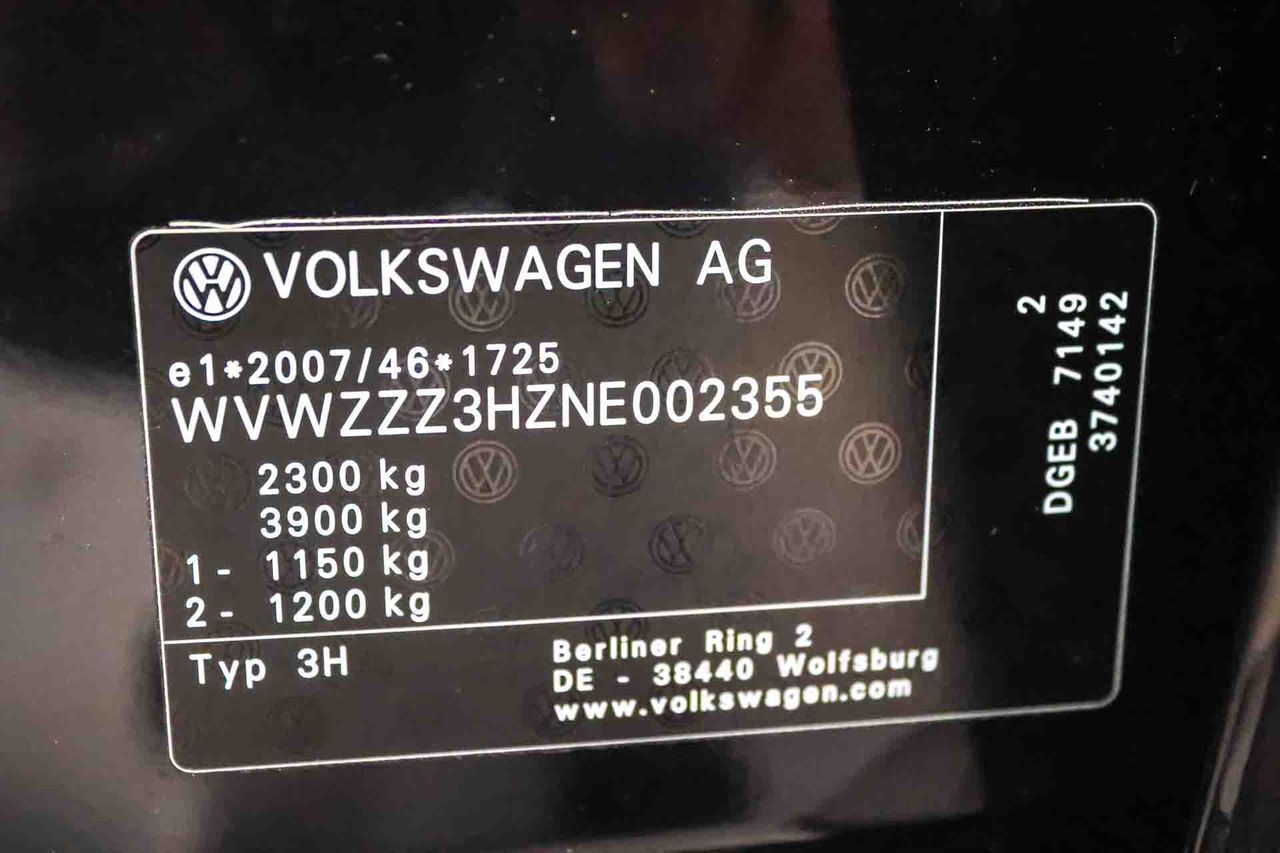 VOLKSWAGEN AG
e1*2007/46*1725
WVWZZZ3HZNE002355
2300 kg
3900 kg
1 - 1150 kg
2 - 1200 kg
Typ 3H
Berliner Ring 2
DE - 38440 Wolfsburg
www.volkswagen.com
2
DGEB 7149
3740142